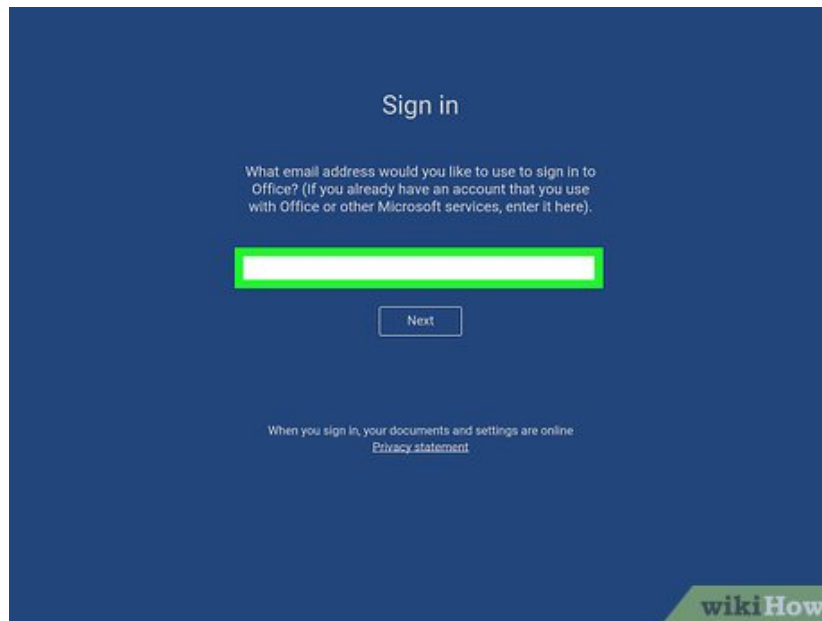 Sign in
What email address would you like to use to sign in to
Office? (If you already have an account that you use
with Office or other Microsoft services, enter it here).
Next
When you sign in, your documents and settings are online
Privacy statement
wikiHow